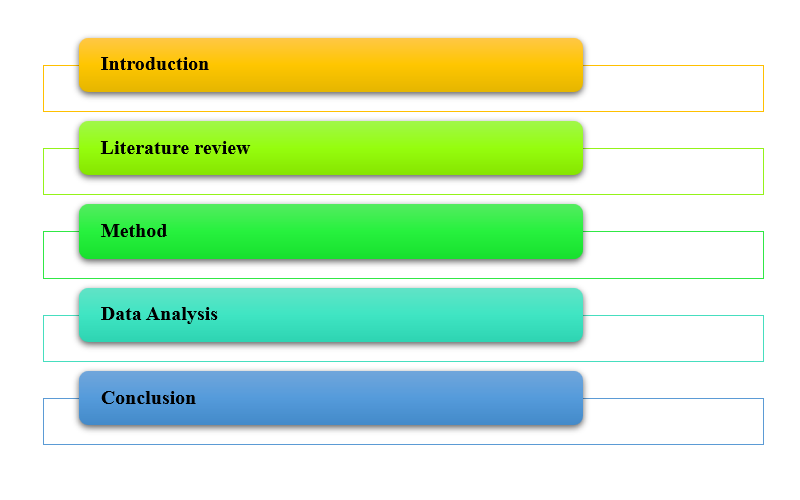 Introduction
Literature review
Method
Data Analysis
Conclusion